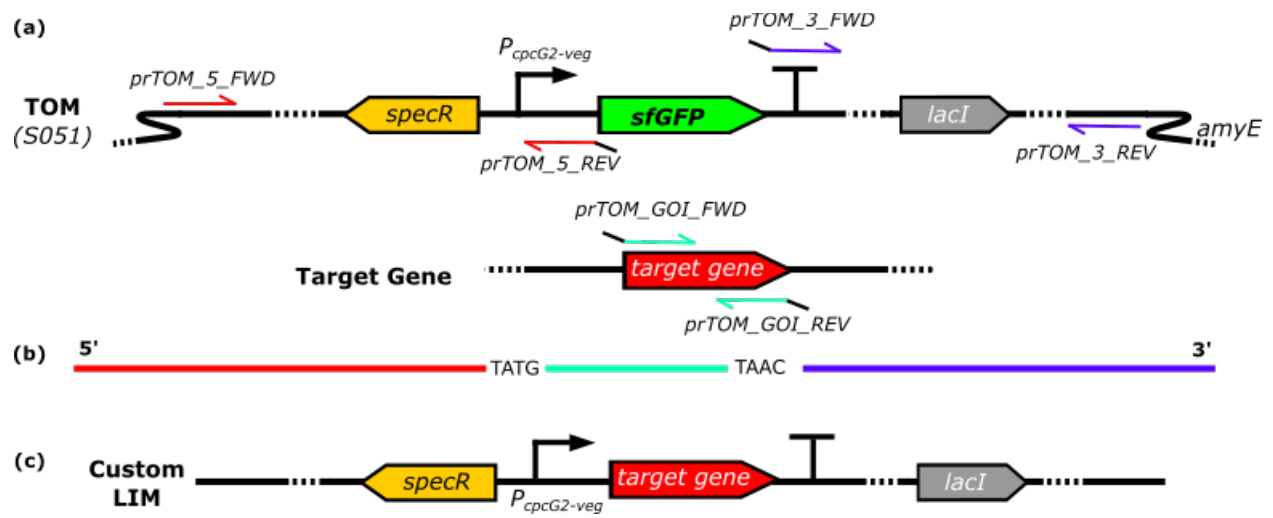 (a)
prTOM_3_FWD
P_cpcG2-veg
prTOM_5_FWD
TOM
(S051)
specR
sfGFP
lacI
amyE
prTOM_5_REV
prTOM_3_REV
prTOM_GOI_FWD
Target Gene
target gene
prTOM_GOI_REV
(b)
5'
3'
TATG
TAAC
(c)
Custom
LIM
specR
target gene
lacI
P_cpcG2-veg